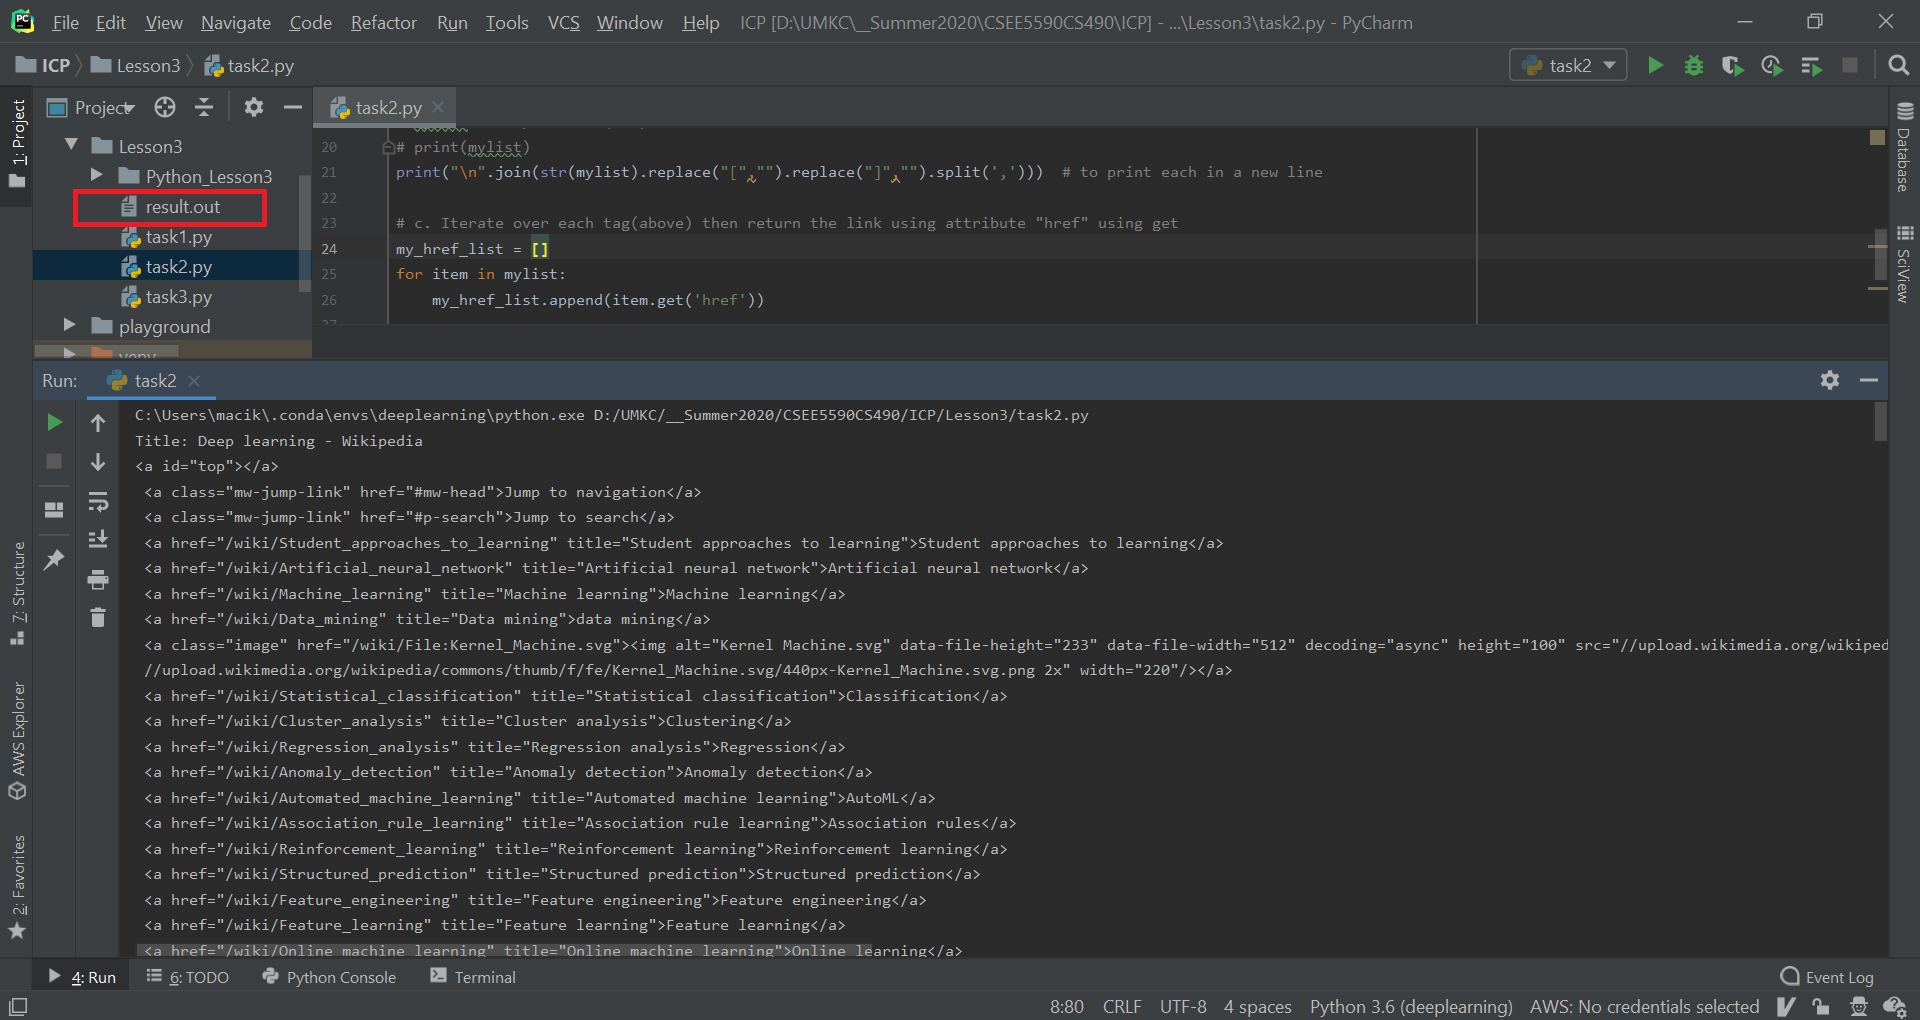 File Edit View Navigate Code Refactor Run Tools VCS Window Help ICP [D:\UMKC\__Summer2020\CSEE5590CS490\ICP] - ...\Lesson3\task2.py - PyCharm
ICP Lesson3 task2.py task2
1: Project
Project
task2.py
Lesson3
Python_Lesson3
result.out
task1.py
task2.py
task3.py
playground
venv
20 # print(mylist)
21 print("\n".join(str(mylist).replace("[","").replace("]","").split(','))) # to print each in a new line
22
23 # c. Iterate over each tag(above) then return the link using attribute "href" using get
24 my_href_list = []
25 for item in mylist:
26 my_href_list.append(item.get('href'))
27
Database
SciView
Run: task2
C:\Users\macik\.conda\envs\deeplearning\python.exe D:/UMKC/__Summer2020/CSEE5590CS490/ICP/Lesson3/task2.py
Title: Deep learning - Wikipedia
<a id="top"></a>
<a class="mw-jump-link" href="#mw-head">Jump to navigation</a>
<a class="mw-jump-link" href="#p-search">Jump to search</a>
<a href="/wiki/Student_approaches_to_learning" title="Student approaches to learning">Student approaches to learning</a>
<a href="/wiki/Artificial_neural_network" title="Artificial neural network">Artificial neural network</a>
<a href="/wiki/Machine_learning" title="Machine learning">Machine learning</a>
<a href="/wiki/Data_mining" title="Data mining">data mining</a>
<a class="image" href="/wiki/File:Kernel_Machine.svg"><img alt="Kernel Machine.svg" data-file-height="233" data-file-width="512" decoding="async" height="100" src="//upload.wikimedia.org/wikiped
//upload.wikimedia.org/wikipedia/commons/thumb/f/fe/Kernel_Machine.svg/440px-Kernel_Machine.svg.png 2x" width="220"/></a>
<a href="/wiki/Statistical_classification" title="Statistical classification">Classification</a>
<a href="/wiki/Cluster_analysis" title="Cluster analysis">Clustering</a>
<a href="/wiki/Regression_analysis" title="Regression analysis">Regression</a>
<a href="/wiki/Anomaly_detection" title="Anomaly detection">Anomaly detection</a>
<a href="/wiki/Automated_machine_learning" title="Automated machine learning">AutoML</a>
<a href="/wiki/Association_rule_learning" title="Association rule learning">Association rules</a>
<a href="/wiki/Reinforcement_learning" title="Reinforcement learning">Reinforcement learning</a>
<a href="/wiki/Structured_prediction" title="Structured prediction">Structured prediction</a>
<a href="/wiki/Feature_engineering" title="Feature engineering">Feature engineering</a>
<a href="/wiki/Feature_learning" title="Feature learning">Feature learning</a>
<a href="/wiki/Online_machine_learning" title="Online machine learning">Online learning</a>
7: Structure
AWS Explorer
2: Favorites
4: Run 6: TODO Python Console Terminal Event Log
8:80 CRLF UTF-8 4 spaces Python 3.6 (deeplearning) AWS: No credentials selected